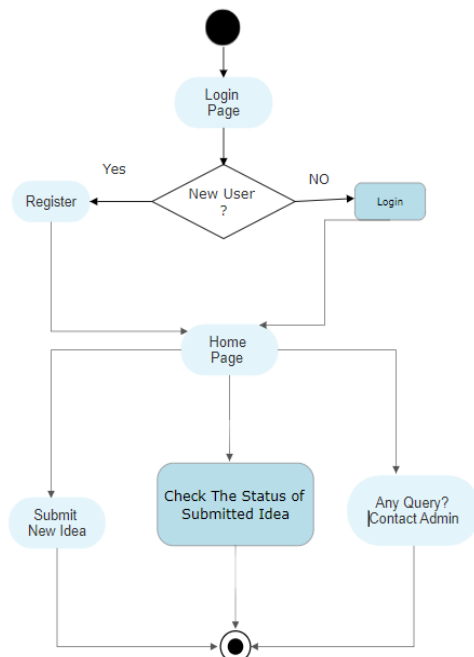 Login
Page
Yes
NO
New User
?
Register
Login
Home
Page
Check The Status of
Submitted Idea
Submit
New Idea
Any Query?
Contact Admin